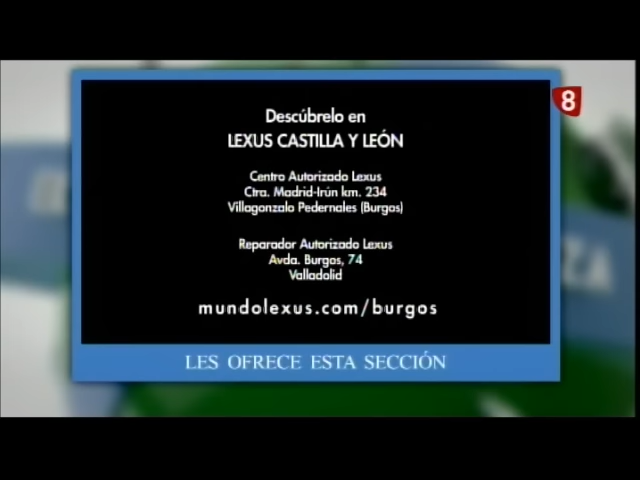 8
Descúbrelo en
LEXUS CASTILLA Y LEÓN
Centro Autorizado Lexus
Ctra. Madrid-Irún km. 234
Villagonzalo Pedernales (Burgos)
Reparador Autorizado Lexus
Avda. Burgos, 74
Valladolid
mundolexus.com/burgos
LES OFRECE ESTA SECCIÓN